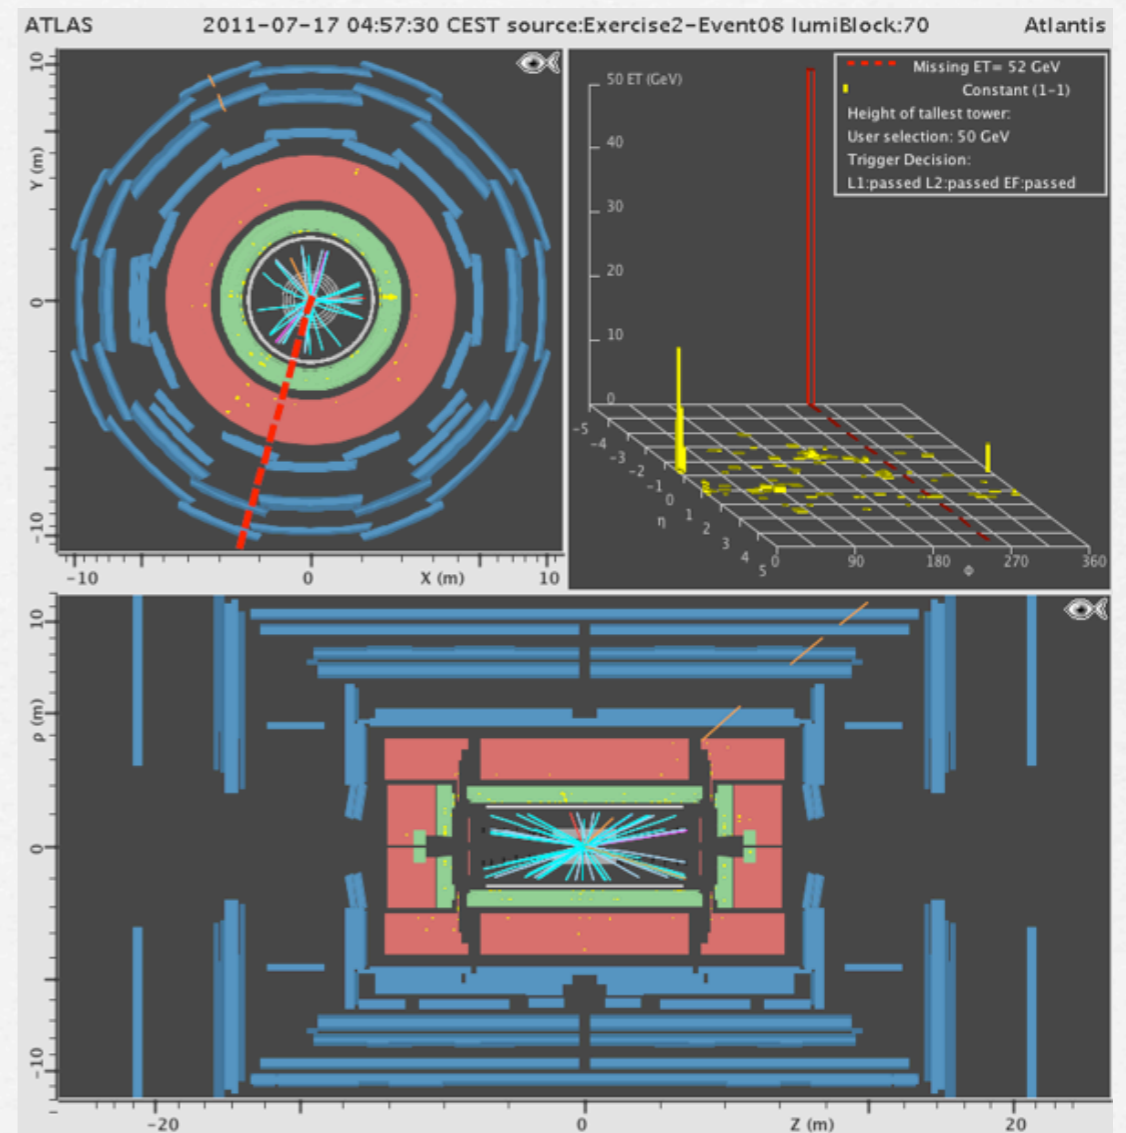 ATLAS 2011-07-17 04:57:30 CEST source:Exercise2-Event08 lumiBlock:70 Atlantis
10
Y (m)
0
-10
-10 0 X (m) 10
50 ET (GeV)
40
30
20
10
0
Missing ET= 52 GeV
Constant (1-1)
Height of tallest tower:
User selection: 50 GeV
Trigger Decision:
L1:passed L2:passed EF:passed
-5
-4
-3
-2
-1
0
η
1
2
3
4
5
0 90 180 270 360
Φ
10
ρ (m)
0
-10
-20 0 Z (m) 20